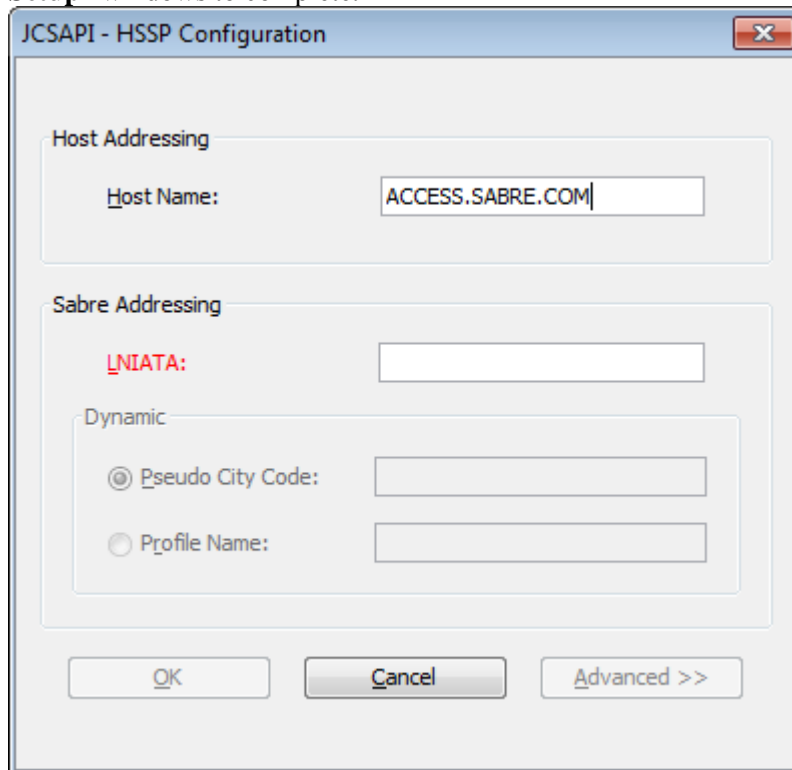 JCSAPI - HSSP Configuration
Host Addressing
Host Name: ACCESS.SABRE.COM
Sabre Addressing
LNIATA:
Dynamic
Pseudo City Code:
Profile Name:
OK Cancel Advanced >>